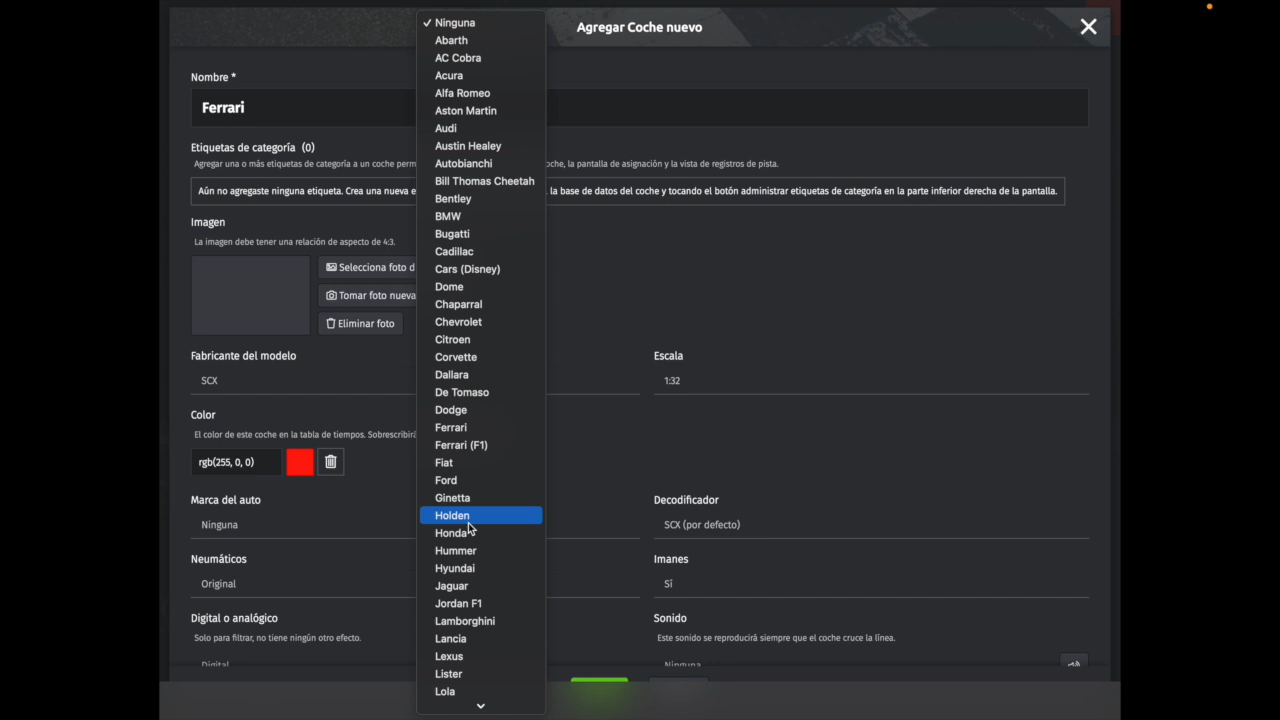 Agregar Coche nuevo
Nombre *
Ferrari
Etiquetas de categoría (0)
Agregar una o más etiquetas de categoría a un coche perm
oche, la pantalla de asignación y la vista de registros de pista.
Aún no agregaste ninguna etiqueta. Crea una nueva e
la base de datos del coche y tocando el botón administrar etiquetas de categoría en la parte inferior derecha de la pantalla.
Imagen
La imagen debe tener una relación de aspecto de 4:3.
Selecciona foto d
Tomar foto nueva
Eliminar foto
Fabricante del modelo
SCX
Escala
1:32
Color
El color de este coche en la tabla de tiempos. Sobrescribirá
rgb(255, 0, 0)
Marca del auto
Ninguna
Decodificador
SCX (por defecto)
Neumáticos
Original
Imanes
Sí
Digital o analógico
Solo para filtrar, no tiene ningún otro efecto.
Digital
Sonido
Este sonido se reproducirá siempre que el coche cruce la línea.
Ninguna
✓ Ninguna
Abarth
AC Cobra
Acura
Alfa Romeo
Aston Martin
Audi
Austin Healey
Autobianchi
Bill Thomas Cheetah
Bentley
BMW
Bugatti
Cadillac
Cars (Disney)
Dome
Chaparral
Chevrolet
Citroen
Corvette
Dallara
De Tomaso
Dodge
Ferrari
Ferrari (F1)
Fiat
Ford
Ginetta
Holden
Honda
Hummer
Hyundai
Jaguar
Jordan F1
Lamborghini
Lancia
Lexus
Lister
Lola